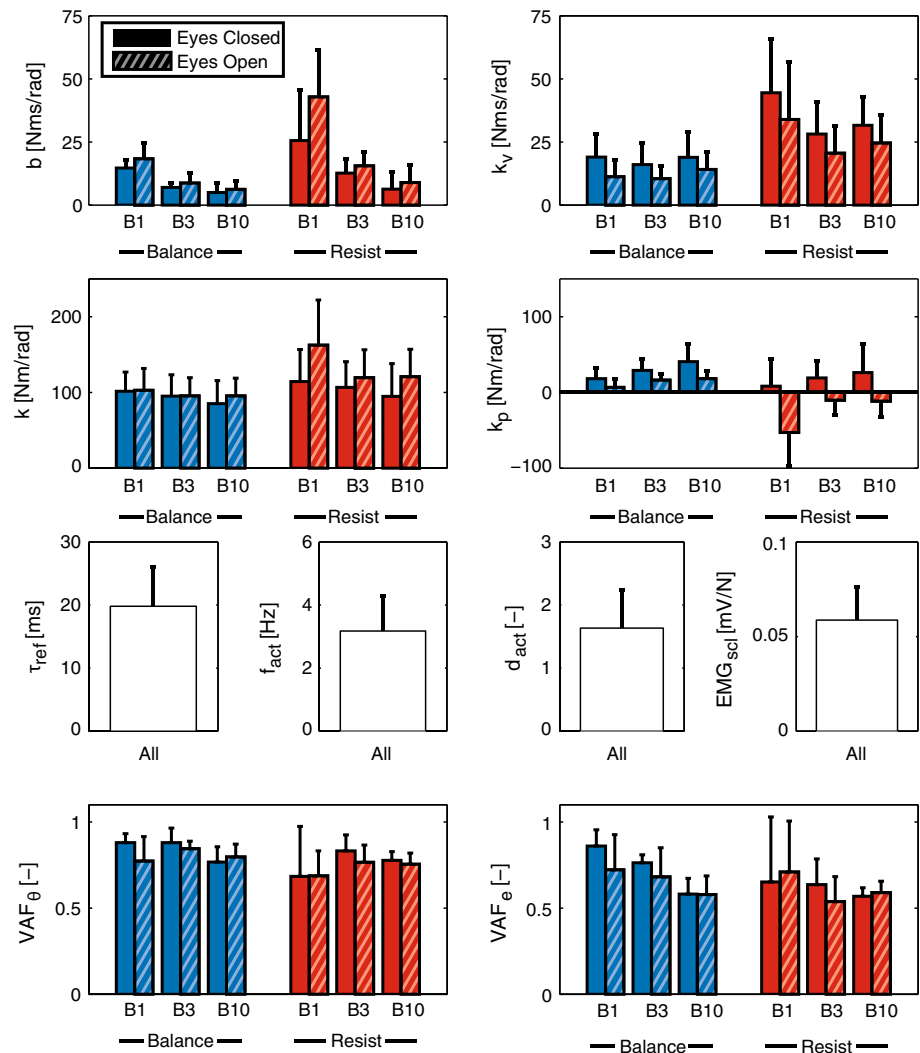 Eyes Closed
Eyes Open
b [Nms/rad]
75
50
25
0
B1 B3 B10 B1 B3 B10
Balance Resist
k_v [Nms/rad]
75
50
25
0
B1 B3 B10 B1 B3 B10
Balance Resist
k [Nm/rad]
200
100
0
B1 B3 B10 B1 B3 B10
Balance Resist
k_p [Nm/rad]
100
0
−100
B1 B3 B10 B1 B3 B10
Balance Resist
τ_ref [ms]
30
20
10
0
All
f_act [Hz]
6
4
2
0
All
d_act [−]
3
2
1
0
All
EMG_scl [mV/N]
0.1
0.05
0
All
VAF_θ [−]
1
0.5
0
B1 B3 B10 B1 B3 B10
Balance Resist
VAF_e [−]
1
0.5
0
B1 B3 B10 B1 B3 B10
Balance Resist